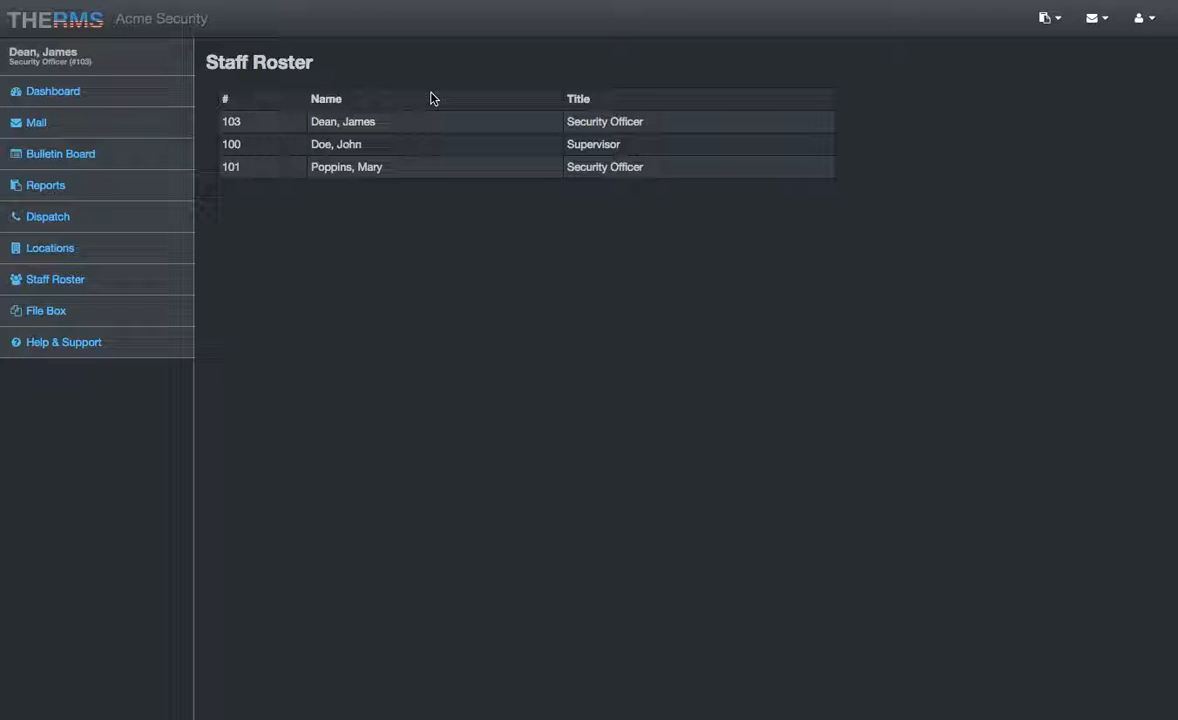 THERMS Acme Security
Dean, James
Security Officer (#103)
Dashboard
Mail
Bulletin Board
Reports
Dispatch
Locations
Staff Roster
File Box
Help & Support
Staff Roster
# Name Title
103 Dean, James Security Officer
100 Doe, John Supervisor
101 Poppins, Mary Security Officer